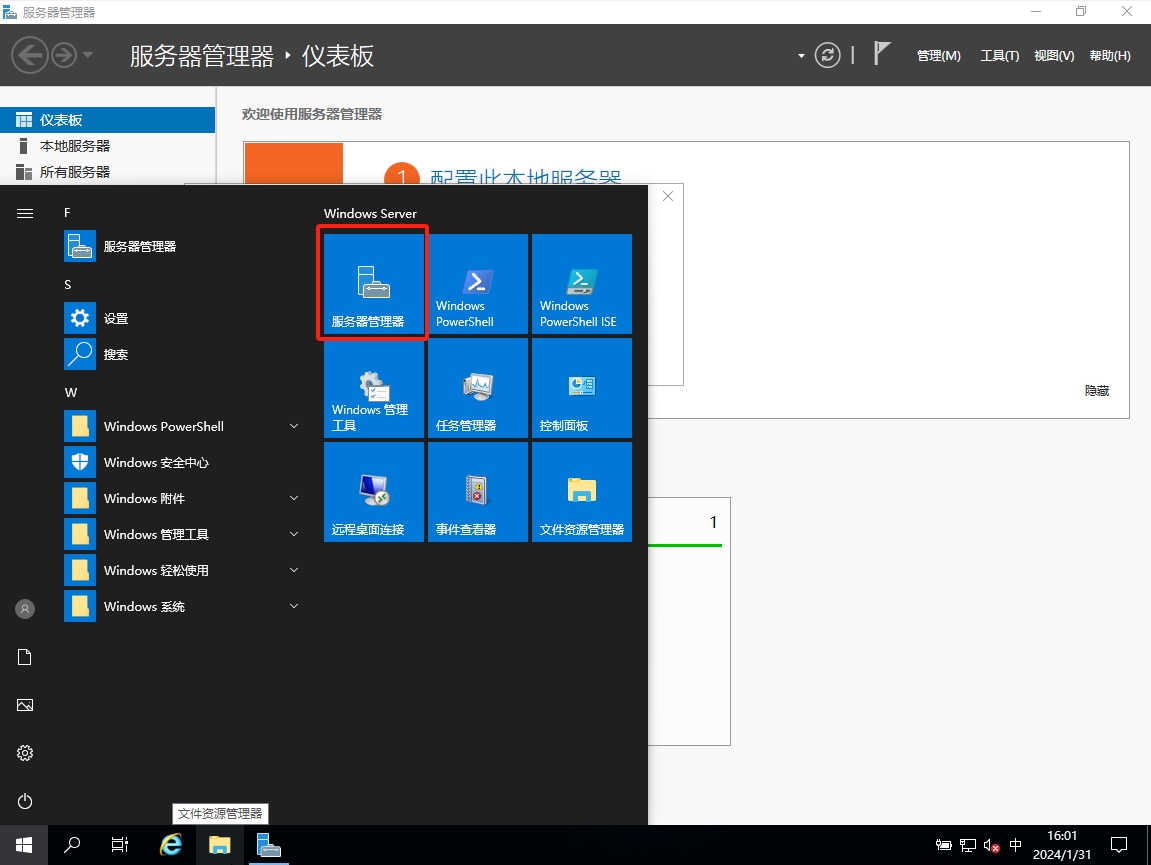 服务器管理器
服务器管理器 · 仪表板
管理(M) 工具(T) 视图(V) 帮助(H)
仪表板
本地服务器
所有服务器
欢迎使用服务器管理器
1 配置此本地服务器
隐藏
1
F
服务器管理器
S
设置
搜索
W
Windows PowerShell
Windows 安全中心
Windows 附件
Windows 管理工具
Windows 轻松使用
Windows 系统
Windows Server
服务器管理器
Windows
PowerShell
Windows
PowerShell ISE
Windows 管理
工具
任务管理器
控制面板
远程桌面连接
事件查看器
文件资源管理器
文件资源管理器
中
16:01
2024/1/31